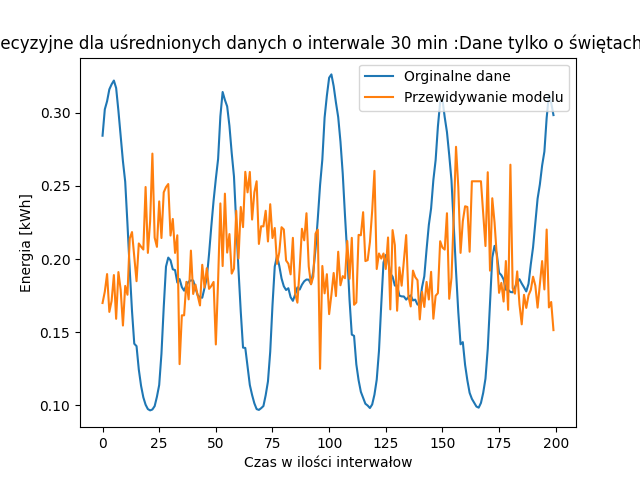 ecyzyjne dla uśrednionych danych o interwale 30 min :Dane tylko o świętach
Orginalne dane
Przewidywanie modelu
Energia [kWh]
0.30
0.25
0.20
0.15
0.10
0 25 50 75 100 125 150 175 200
Czas w ilości interwałow